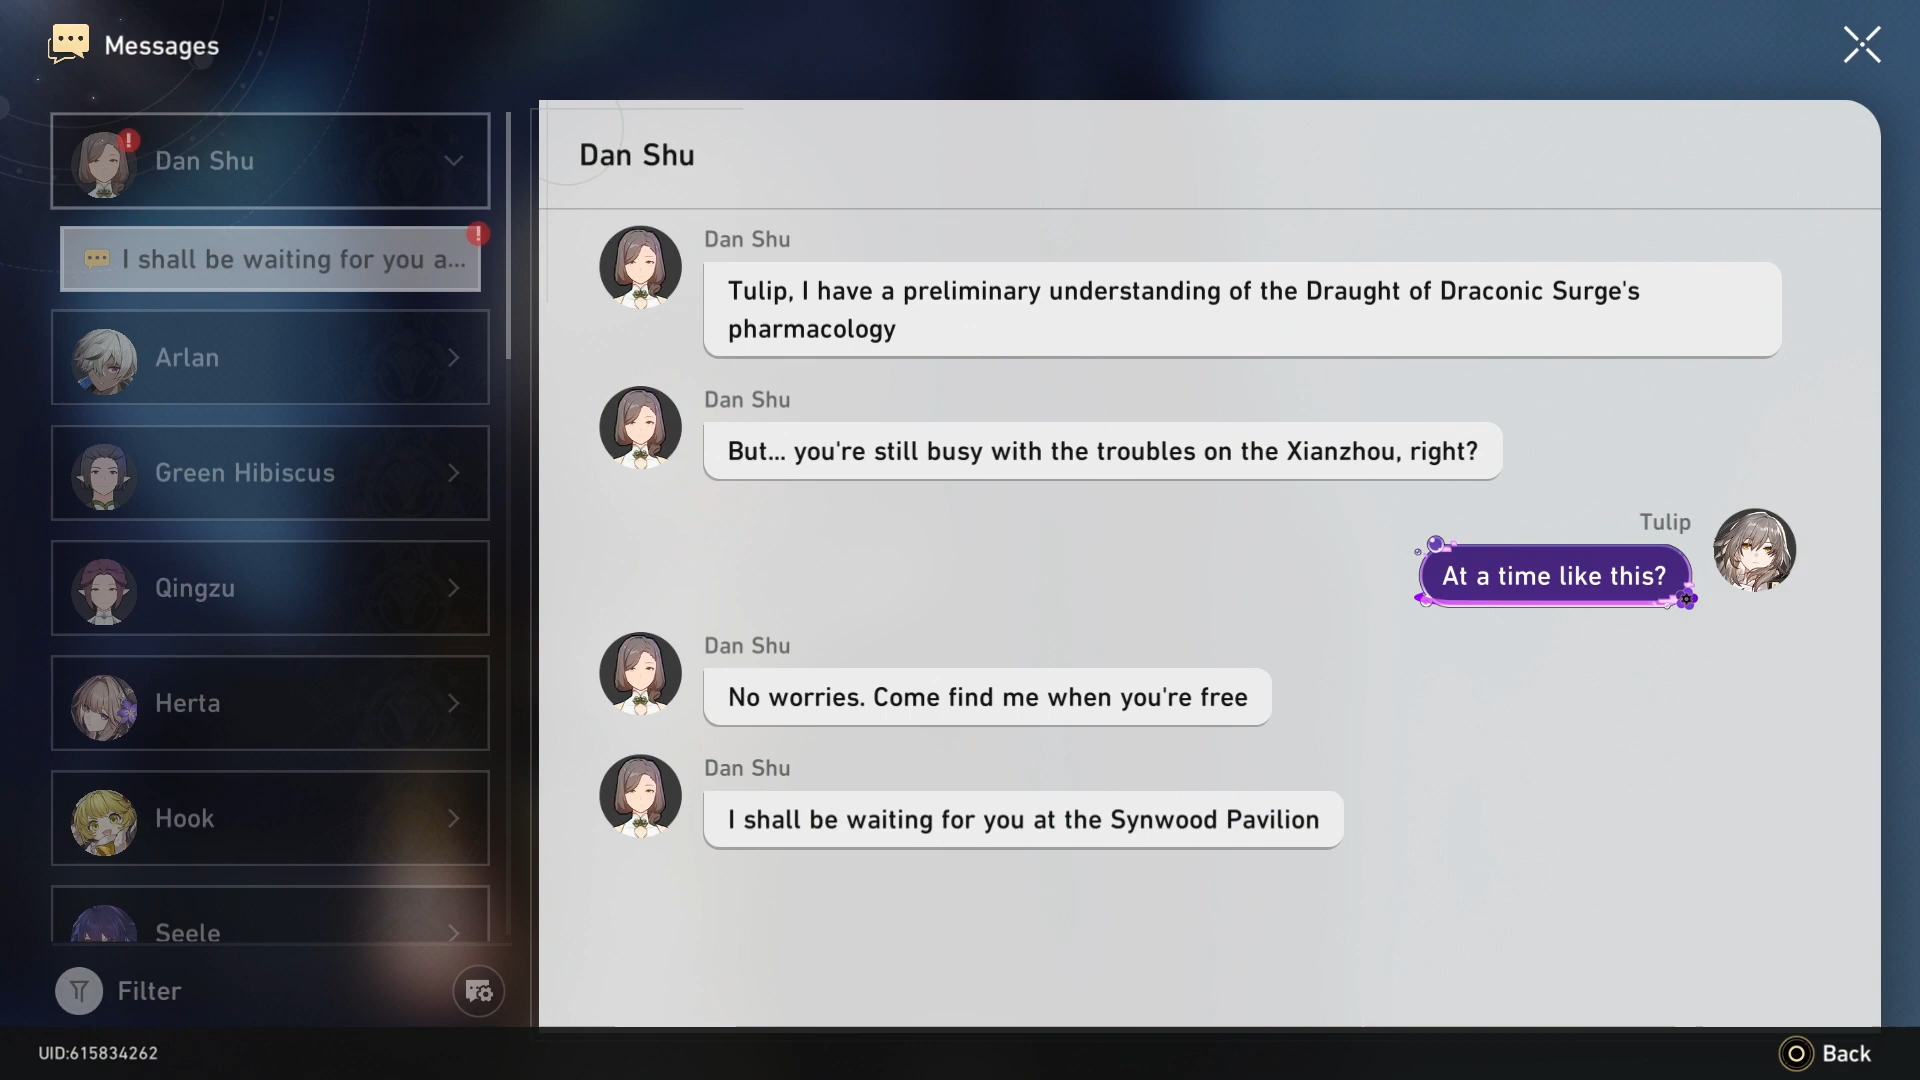 Messages
Dan Shu
I shall be waiting for you a...
Arlan
Green Hibiscus
Qingzu
Herta
Hook
Seele
Filter
Dan Shu
Dan Shu
Tulip, I have a preliminary understanding of the Draught of Draconic Surge's
pharmacology
Dan Shu
But... you're still busy with the troubles on the Xianzhou, right?
Tulip
At a time like this?
Dan Shu
No worries. Come find me when you're free
Dan Shu
I shall be waiting for you at the Synwood Pavilion
UID:615834262
Back